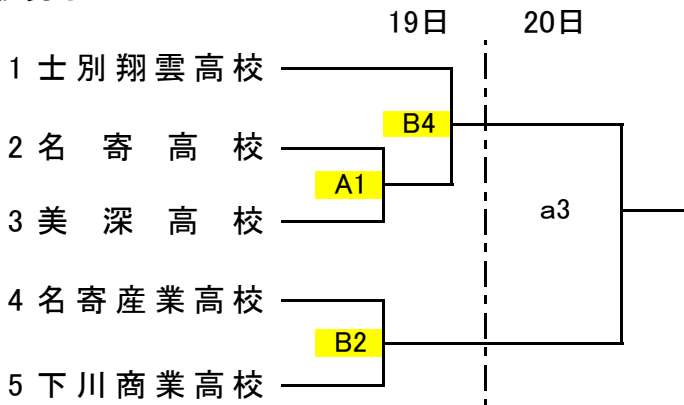 19日 20日
1 士別翔雲高校
B4
2 名寄高校
A1
a3
3 美深高校
4 名寄産業高校
B2
5 下川商業高校